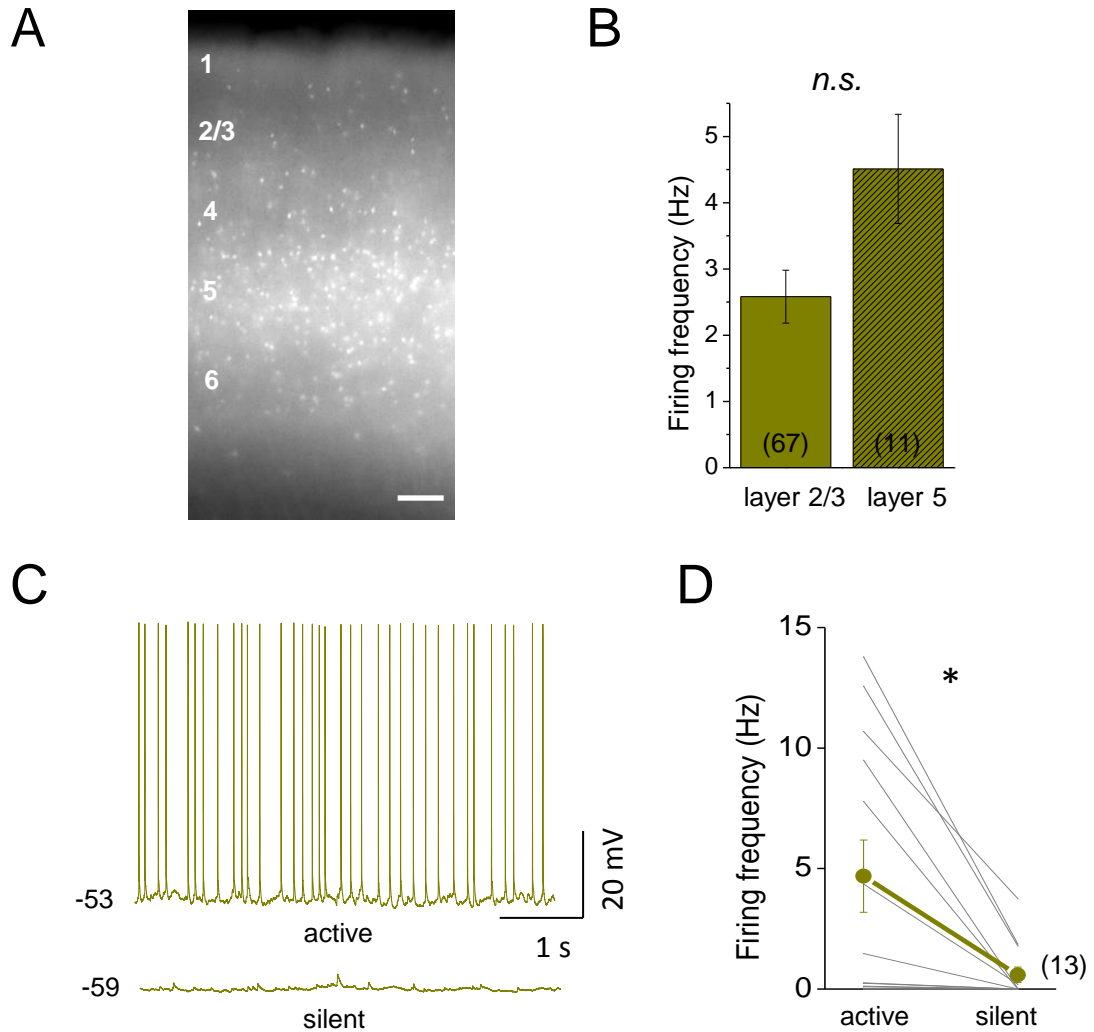 A
1
2/3
4
5
6
B
n.s.
Firing frequency (Hz)
5
4
3
2
1
0
(67)
(11)
layer 2/3
layer 5
C
-53
20 mV
active
1 s
-59
silent
D
15
*
Firing frequency (Hz)
10
5
0
(13)
active
silent